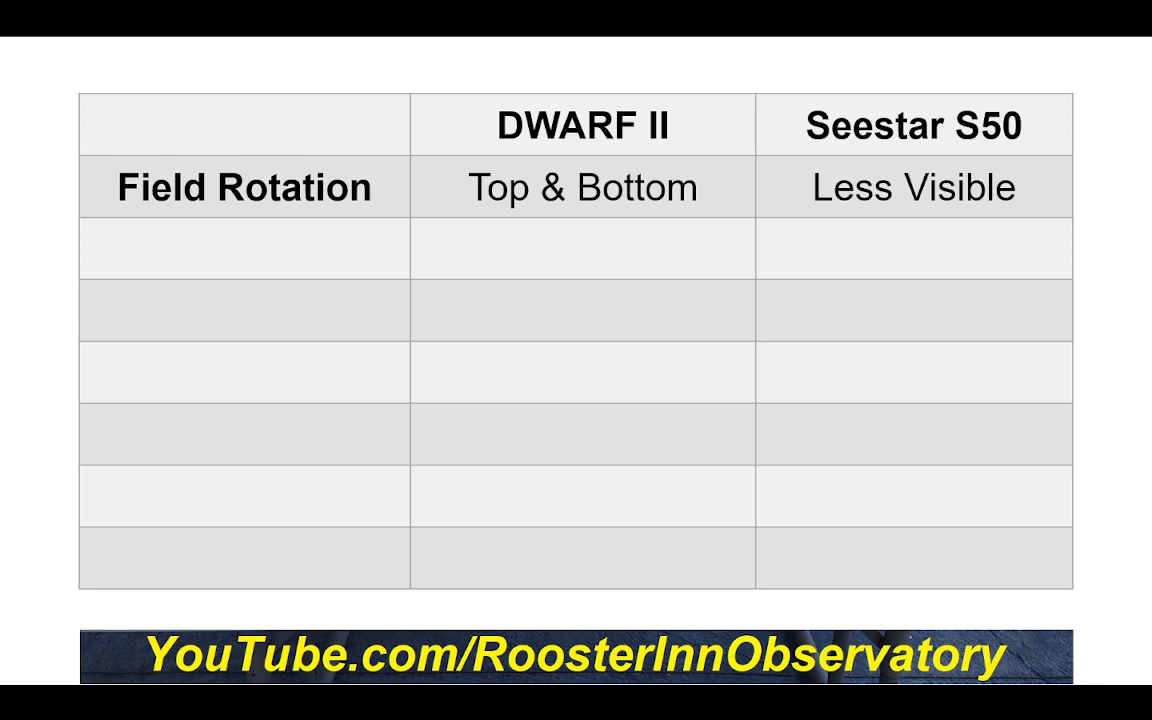 DWARF II Seestar S50
Field Rotation Top & Bottom Less Visible
YouTube.com/RoosterInnObservatory